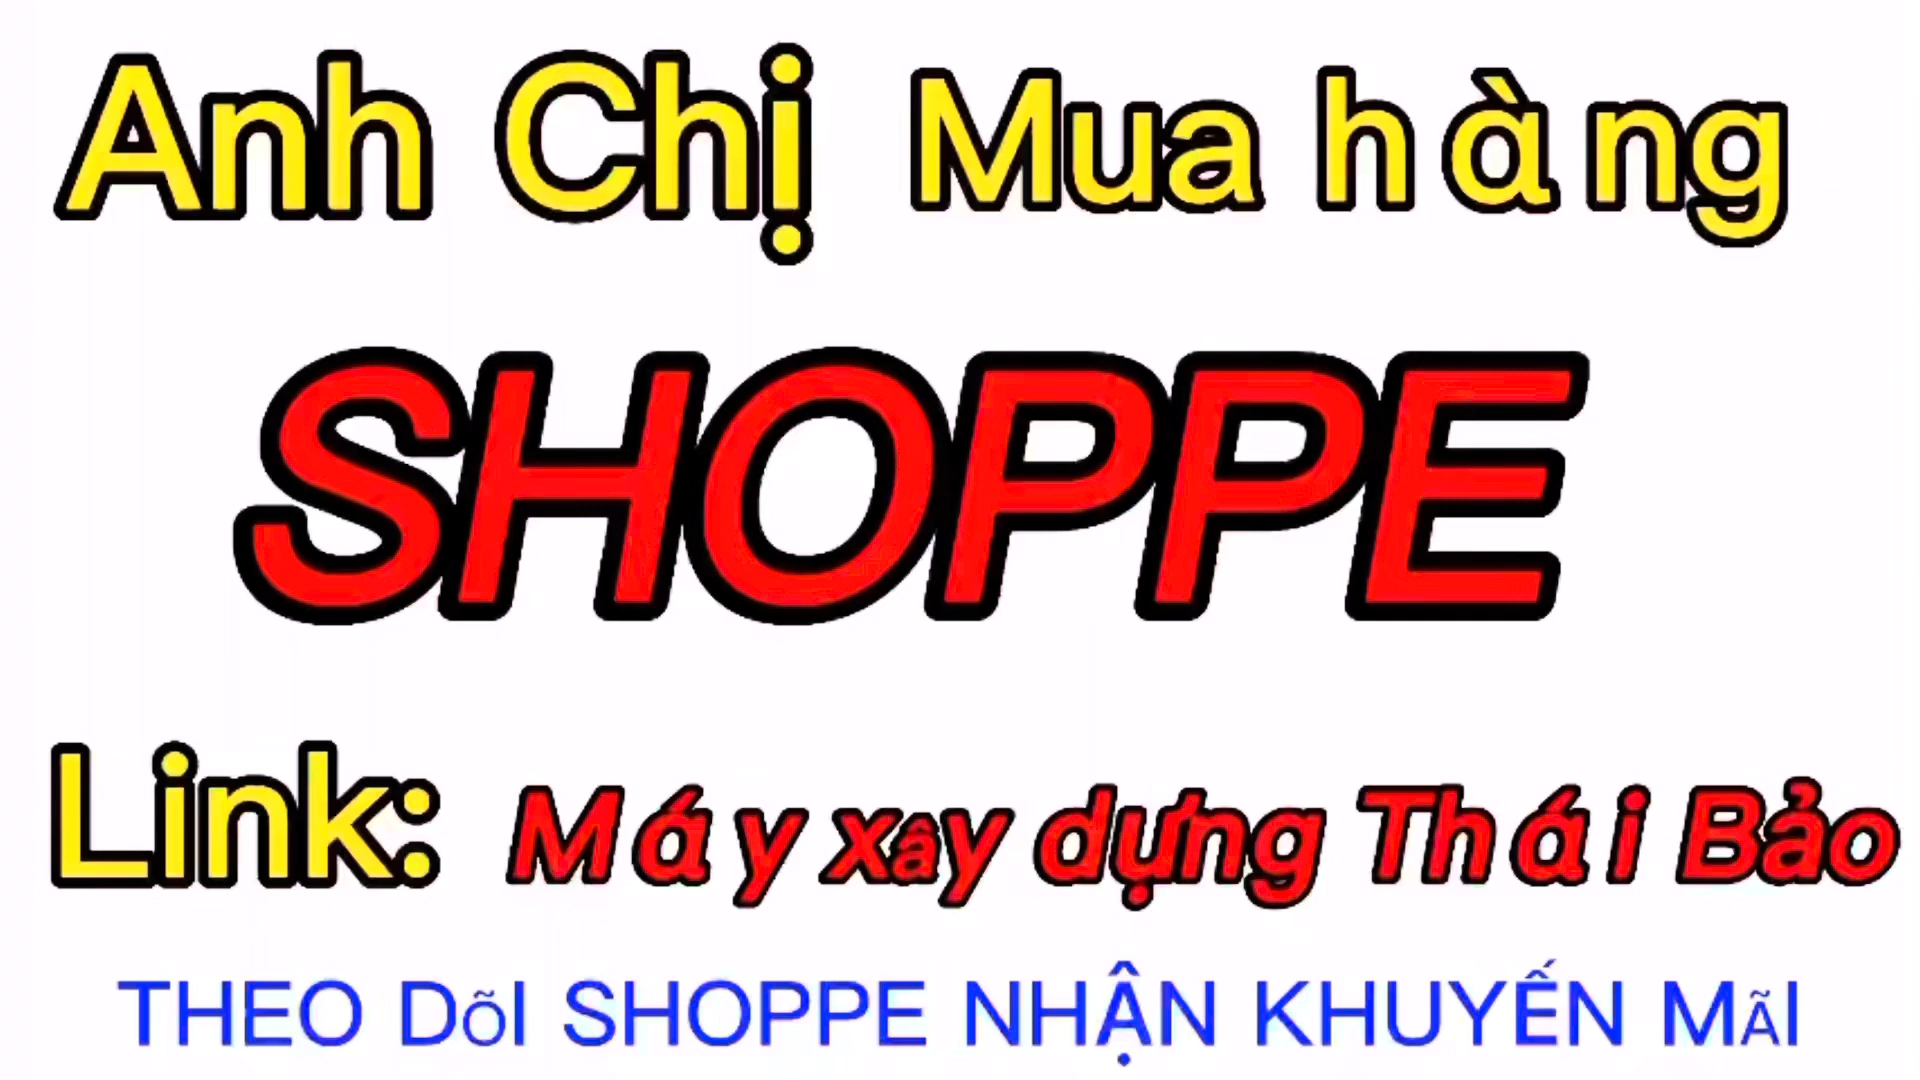 Anh Chị Mua hàng
SHOPPE
Link: Máy xây dựng Thái Bảo
THEO DõI SHOPPE NHẬN KHUYẾN MãI